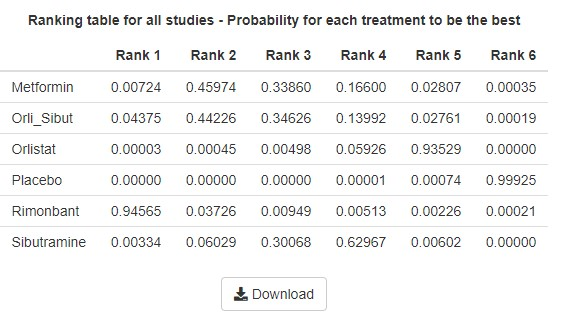 Ranking table for all studies - Probability for each treatment to be the best
Rank 1 Rank 2 Rank 3 Rank 4 Rank 5 Rank 6
Metformin 0.00724 0.45974 0.33860 0.16600 0.02807 0.00035
Orli_Sibut 0.04375 0.44226 0.34626 0.13992 0.02761 0.00019
Orlistat 0.00003 0.00045 0.00498 0.05926 0.93529 0.00000
Placebo 0.00000 0.00000 0.00000 0.00001 0.00074 0.99925
Rimonbant 0.94565 0.03726 0.00949 0.00513 0.00226 0.00021
Sibutramine 0.00334 0.06029 0.30068 0.62967 0.00602 0.00000
Download